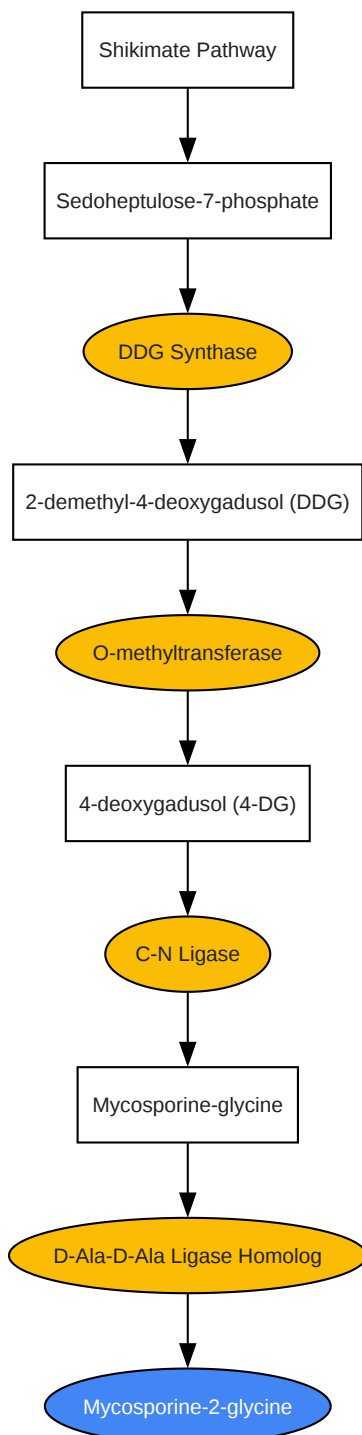 Shikimate Pathway
Sedoheptulose-7-phosphate
DDG Synthase
2-demethyl-4-deoxygadusol (DDG)
O-methyltransferase
4-deoxygadusol (4-DG)
C-N Ligase
Mycosporine-glycine
D-Ala-D-Ala Ligase Homolog
Mycosporine-2-glycine